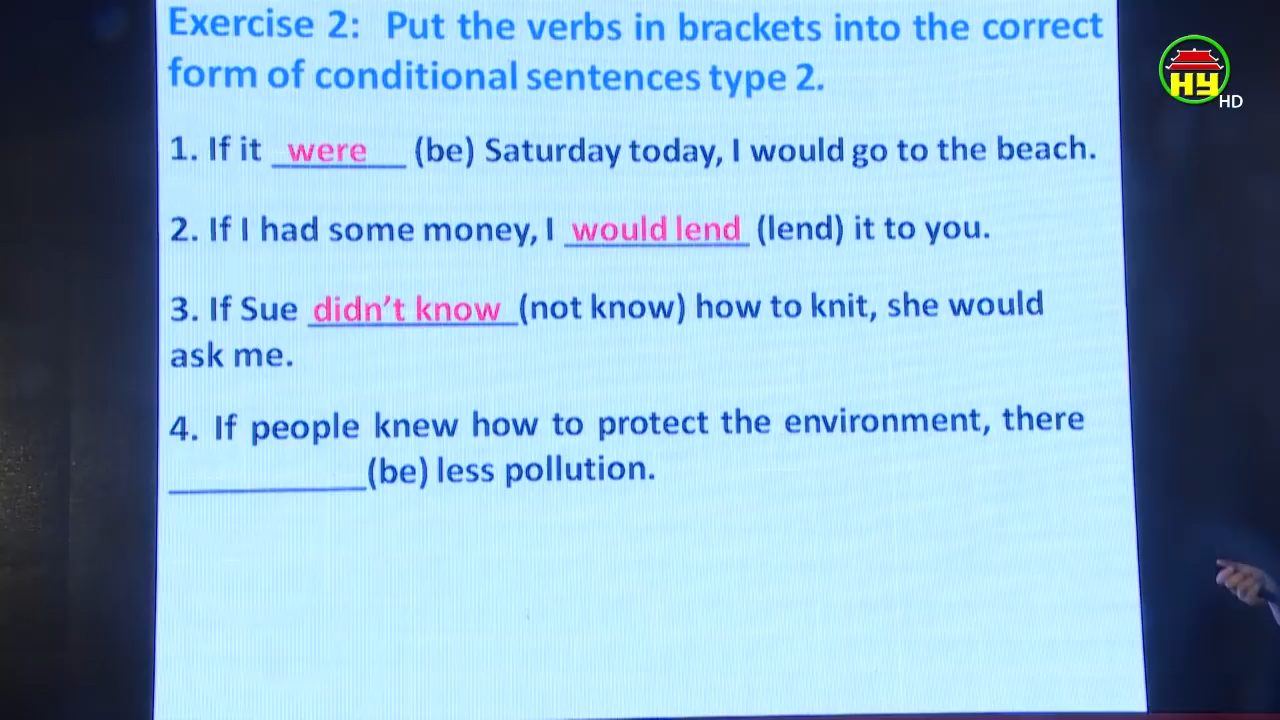 Exercise 2: Put the verbs in brackets into the correct
form of conditional sentences type 2.
1. If it were (be) Saturday today, I would go to the beach.
2. If I had some money, I would lend (lend) it to you.
3. If Sue didn't know (not know) how to knit, she would
ask me.
4. If people knew how to protect the environment, there
____________(be) less pollution.
HY
HD